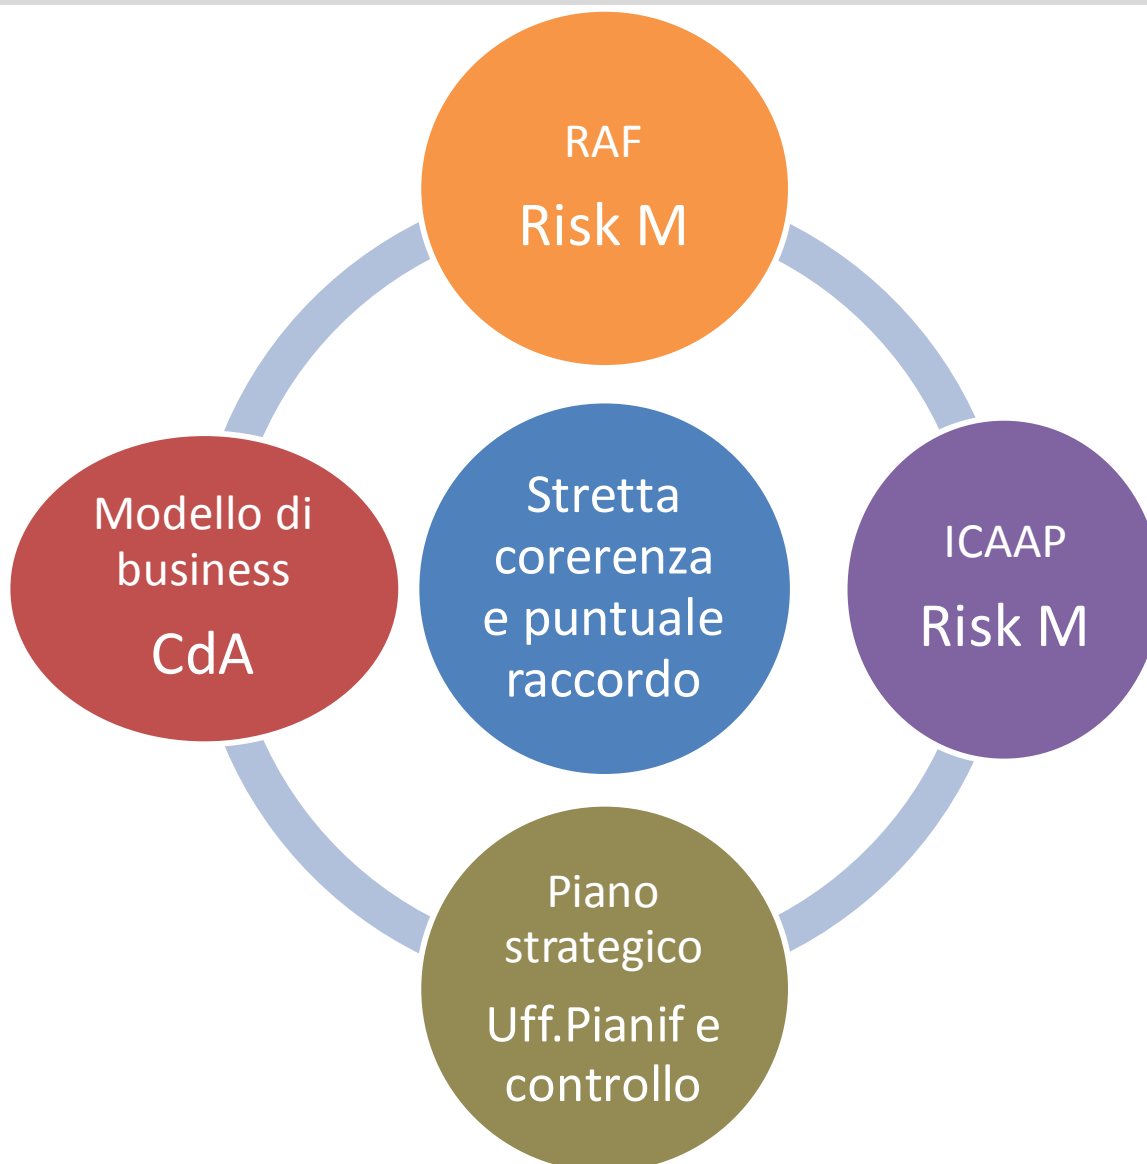 RAF
Risk M
Modello di
business
CdA
Stretta
corerenza
e puntuale
raccordo
ICAAP
Risk M
Piano
strategico
Uff.Pianif e
controllo